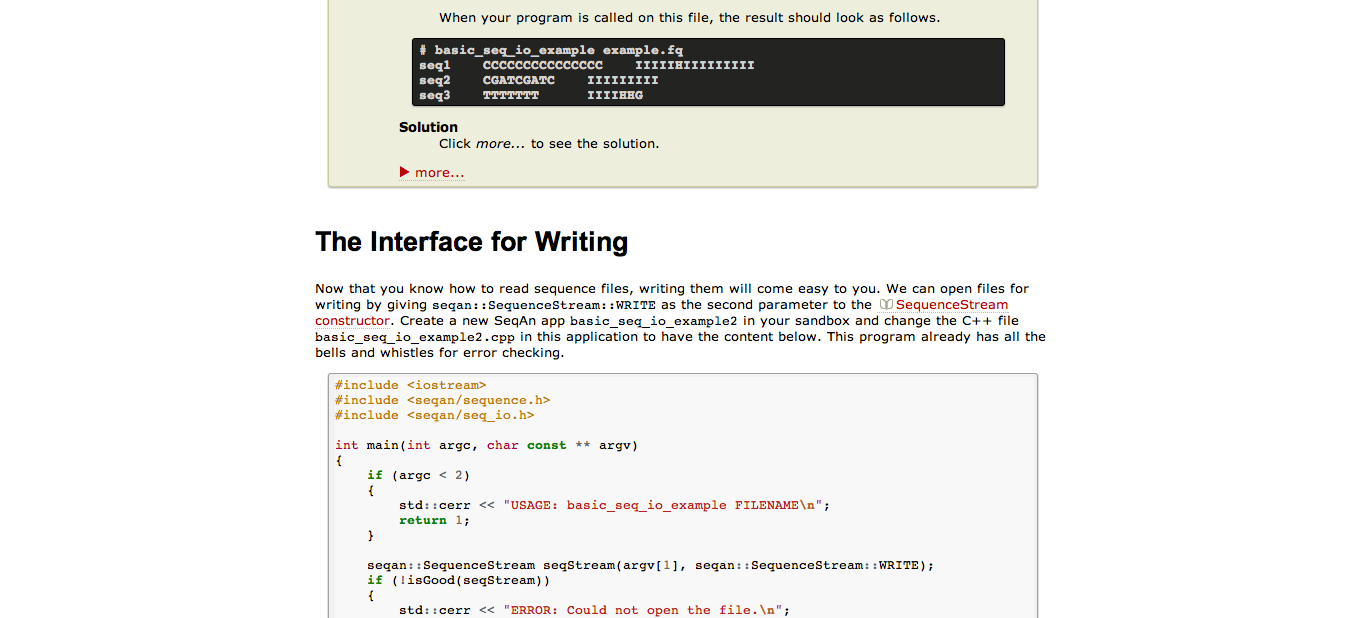 When your program is called on this file, the result should look as follows.
# basic_seq_io_example example.fq
seq1    CCCCCCCCCCCCCCC    IIIIIHIIIIIIIII
seq2    CGATCGATC    IIIIIIIII
seq3    TTTTTTT      IIIIHHG
Solution
Click more... to see the solution.
▶ more...
The Interface for Writing
Now that you know how to read sequence files, writing them will come easy to you. We can open files for
writing by giving seqan::SequenceStream::WRITE as the second parameter to the SequenceStream
constructor. Create a new SeqAn app basic_seq_io_example2 in your sandbox and change the C++ file
basic_seq_io_example2.cpp in this application to have the content below. This program already has all the
bells and whistles for error checking.
#include <iostream>
#include <seqan/sequence.h>
#include <seqan/seq_io.h>
int main(int argc, char const ** argv)
{
    if (argc < 2)
    {
        std::cerr << "USAGE: basic_seq_io_example FILENAME\n";
        return 1;
    }
    seqan::SequenceStream seqStream(argv[1], seqan::SequenceStream::WRITE);
    if (!isGood(seqStream))
    {
        std::cerr << "ERROR: Could not open the file.\n";